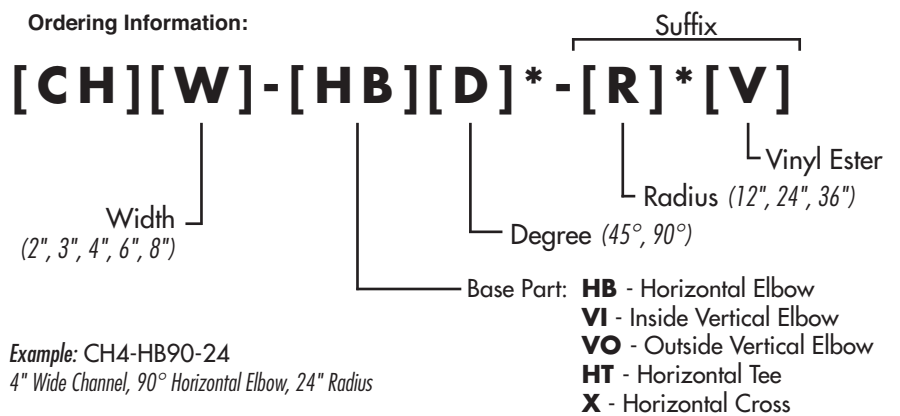 Ordering Information:
Suffix
[CH][W]-[HB][D]*-[R]*[V]
Vinyl Ester
Radius (12", 24", 36")
Width
(2", 3", 4", 6", 8")
Degree (45°, 90°)
Base Part: HB - Horizontal Elbow
VI - Inside Vertical Elbow
VO - Outside Vertical Elbow
HT - Horizontal Tee
X - Horizontal Cross
Example: CH4-HB90-24
4" Wide Channel, 90° Horizontal Elbow, 24" Radius